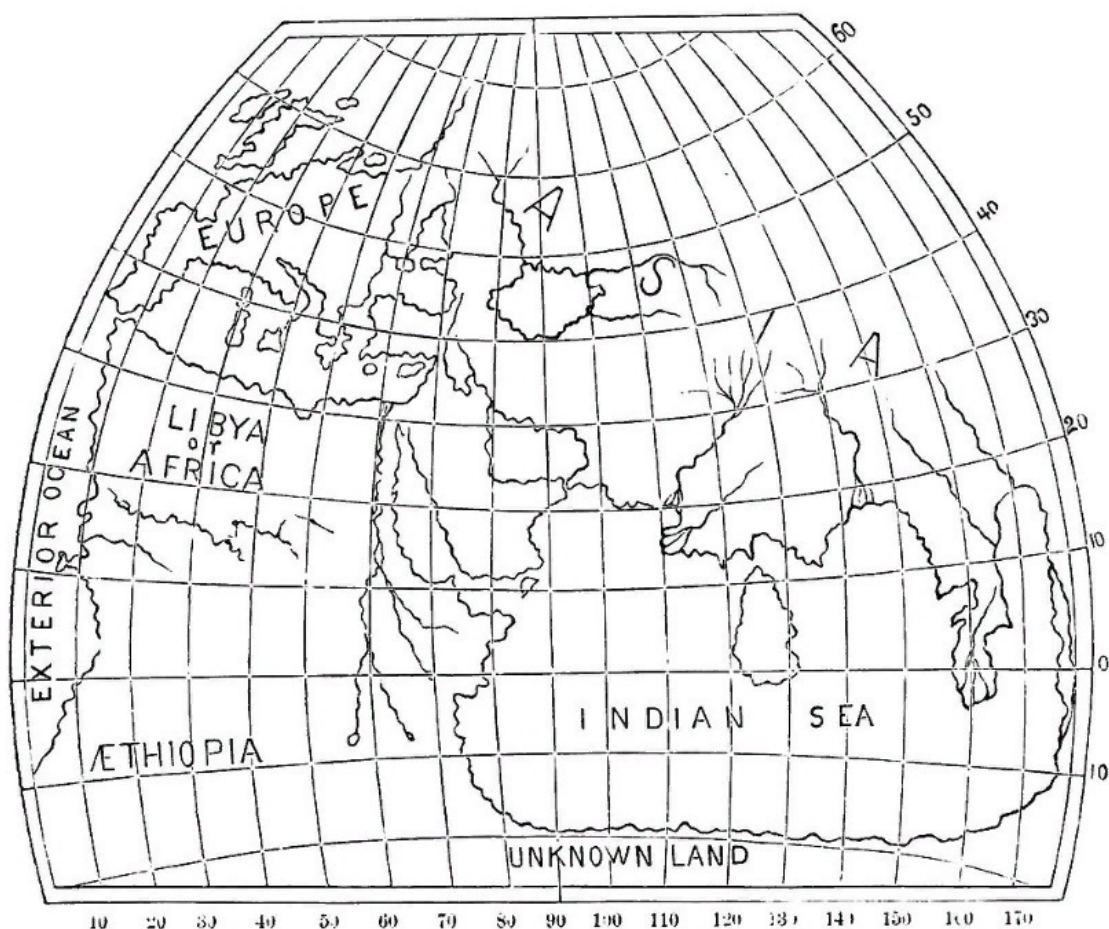 60
50
EUROPE
A
40
S
30
I
A
20
LIBYA
or
AFRICA
EXTERIOR OCEAN
10
0
INDIAN SEA
ÆTHIOPIA
10
UNKNOWN LAND
10 20 30 40 50 60 70 80 90 100 110 120 130 140 150 160 170